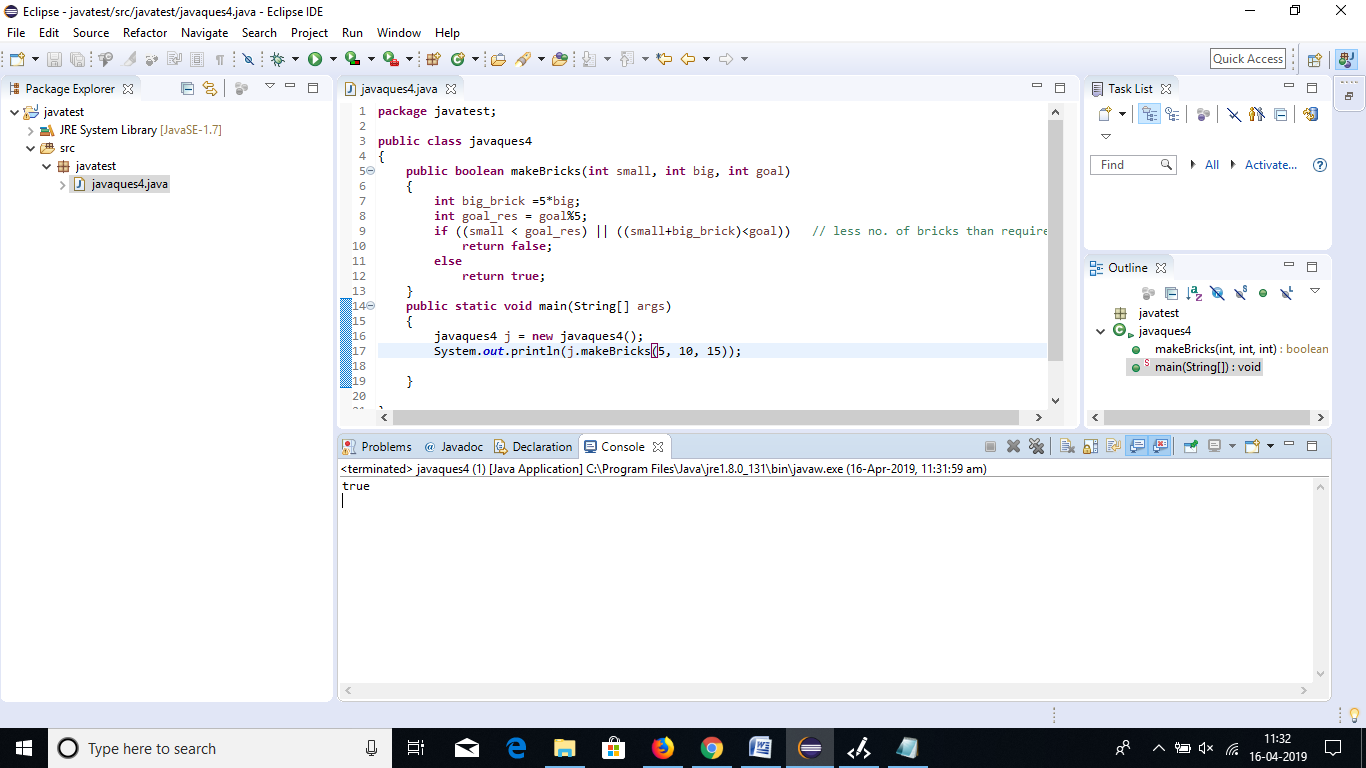 Eclipse - javatest/src/javatest/javaques4.java - Eclipse IDE
File Edit Source Refactor Navigate Search Project Run Window Help
Quick Access
Package Explorer
javatest
JRE System Library [JavaSE-1.7]
src
javatest
javaques4.java
javaques4.java
1 package javatest;
2
3 public class javaques4
4 {
5 public boolean makeBricks(int small, int big, int goal)
6 {
7 int big_brick =5*big;
8 int goal_res = goal%5;
9 if ((small < goal_res) || ((small+big_brick)<goal)) // less no. of bricks than require
10 return false;
11 else
12 return true;
13 }
14 public static void main(String[] args)
15 {
16 javaques4 j = new javaques4();
17 System.out.println(j.makeBricks(5, 10, 15));
18
19 }
20
Task List
Find All Activate...
Outline
javatest
javaques4
makeBricks(int, int, int) : boolean
main(String[]) : void
Problems @ Javadoc Declaration Console
<terminated> javaques4 (1) [Java Application] C:\Program Files\Java\jre1.8.0_131\bin\javaw.exe (16-Apr-2019, 11:31:59 am)
true
Type here to search
11:32
16-04-2019